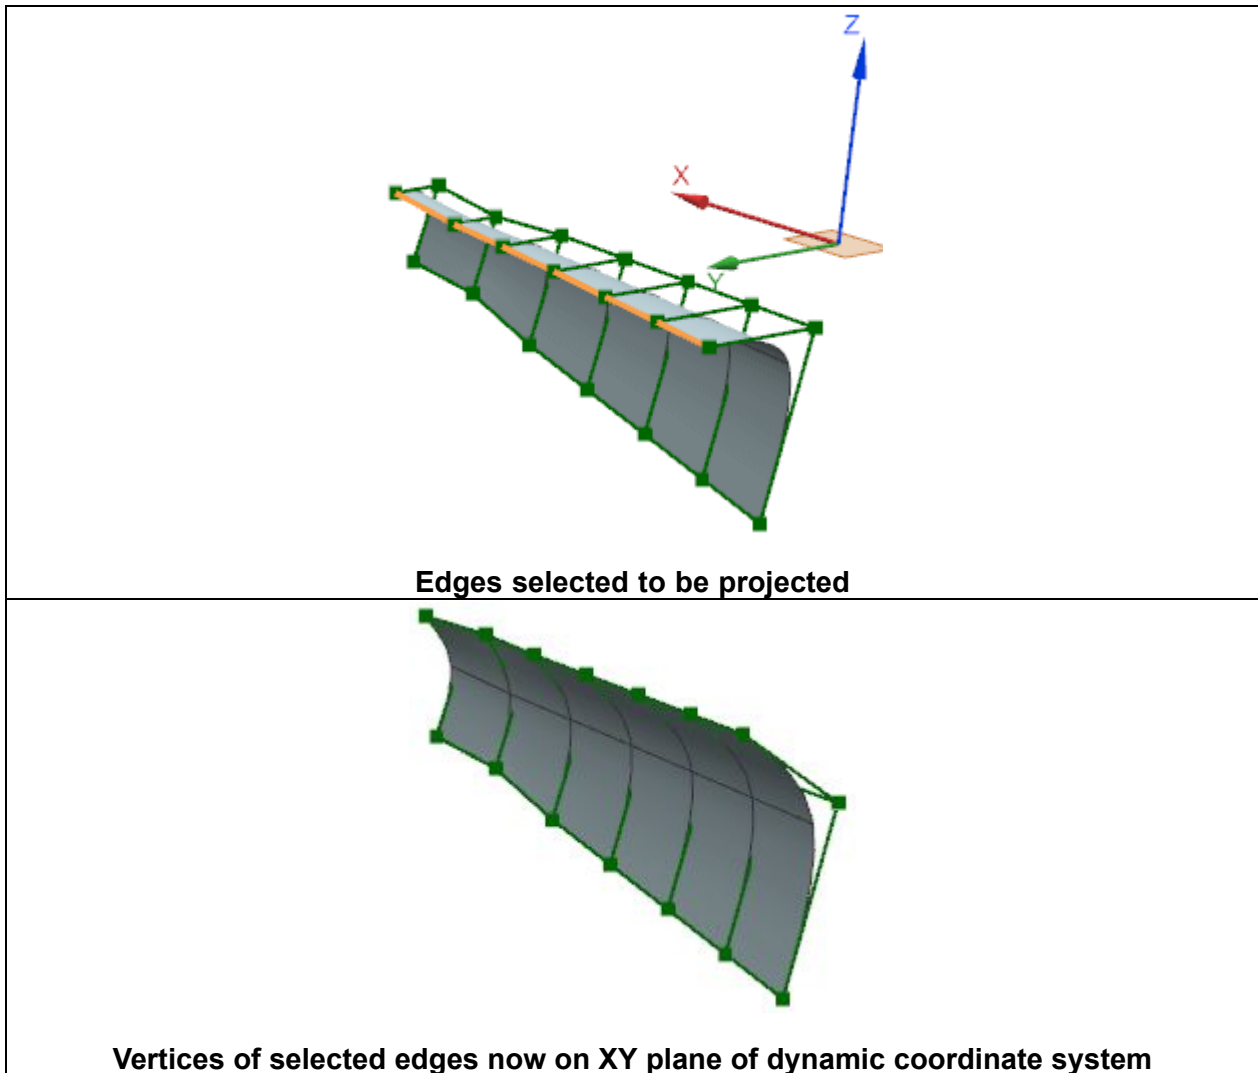 Z
X
Y
Edges selected to be projected
Vertices of selected edges now on XY plane of dynamic coordinate system